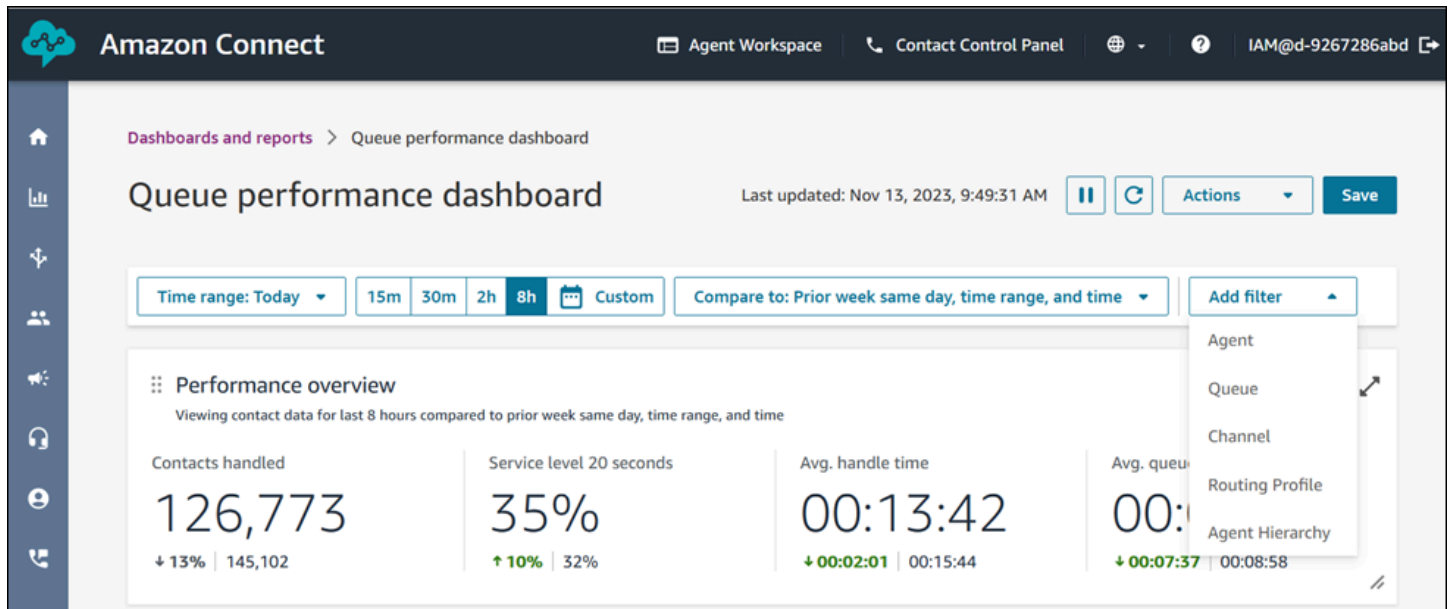 Amazon Connect
Agent Workspace
Contact Control Panel
IAM@d-9267286abd
Dashboards and reports > Queue performance dashboard
Queue performance dashboard
Last updated: Nov 13, 2023, 9:49:31 AM
Actions
Save
Time range: Today
15m 30m 2h 8h Custom
Compare to: Prior week same day, time range, and time
Add filter
Agent
Queue
Channel
Routing Profile
Agent Hierarchy
Performance overview
Viewing contact data for last 8 hours compared to prior week same day, time range, and time
Contacts handled
126,773
↓ 13% | 145,102
Service level 20 seconds
35%
↑ 10% | 32%
Avg. handle time
00:13:42
↓ 00:02:01 | 00:15:44
Avg.
00:
↓ 00:07:37 | 00:08:58